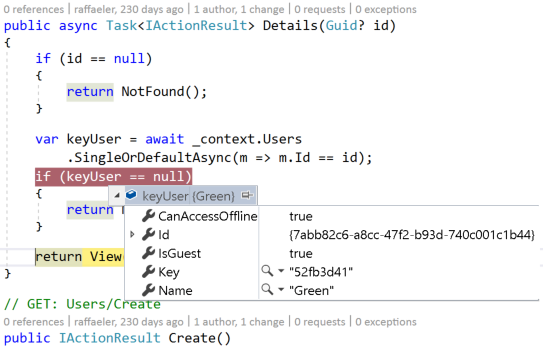 0 references | raffaeler, 230 days ago | 1 author, 1 change | 0 requests | 0 exceptions
public async Task<IActionResult> Details(Guid? id)
{
if (id == null)
{
return NotFound();
}
var keyUser = await _context.Users
.SingleOrDefaultAsync(m => m.Id == id);
if (keyUser == null)
{
keyUser {Green}
return
CanAccessOffline true
}
Id {7abb82c6-a8cc-47f2-b93d-740c001c1b44}
IsGuest true
return View
Key "52fb3d41"
}
Name "Green"
// GET: Users/Create
0 references | raffaeler, 230 days ago | 1 author, 1 change | 0 requests | 0 exceptions
public IActionResult Create()